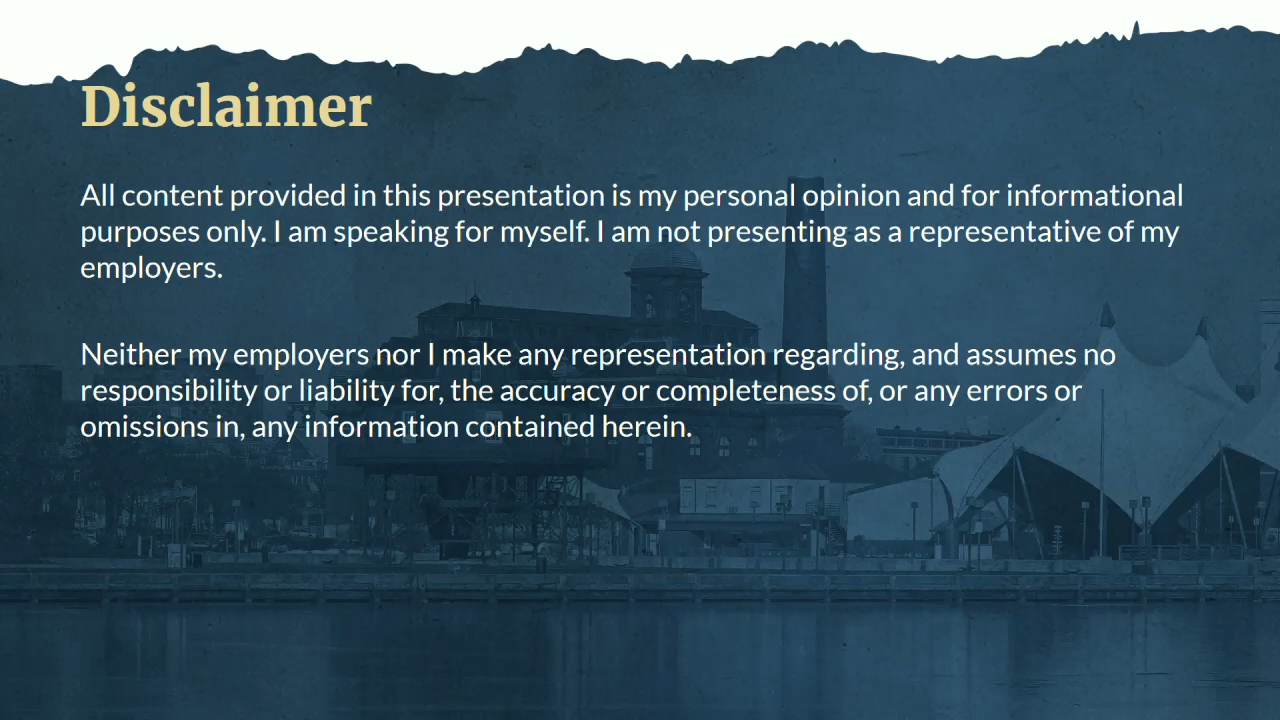 Disclaimer
All content provided in this presentation is my personal opinion and for informational
purposes only. I am speaking for myself. I am not presenting as a representative of my
employers.
Neither my employers nor I make any representation regarding, and assumes no
responsibility or liability for, the accuracy or completeness of, or any errors or
omissions in, any information contained herein.